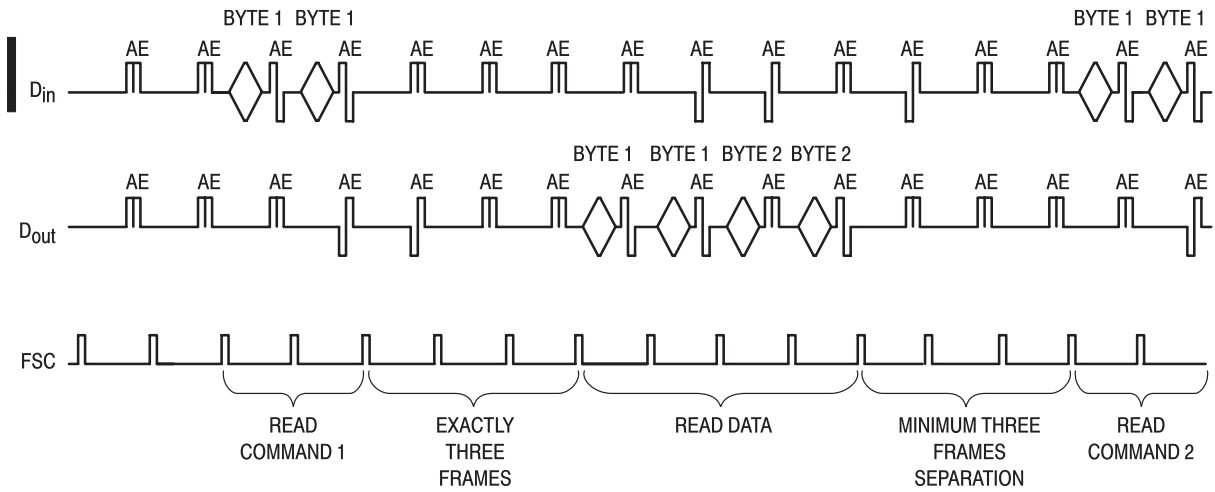 BYTE 1 BYTE 1 BYTE 1 BYTE 1
AE AE AE AE AE AE AE AE AE AE AE AE AE AE AE AE
Din
BYTE 1 BYTE 1 BYTE 2 BYTE 2
AE AE AE AE AE AE AE AE AE AE AE AE AE AE AE AE
Dout
FSC
READ
COMMAND 1
EXACTLY
THREE
FRAMES
READ DATA
MINIMUM THREE
FRAMES
SEPARATION
READ
COMMAND 2